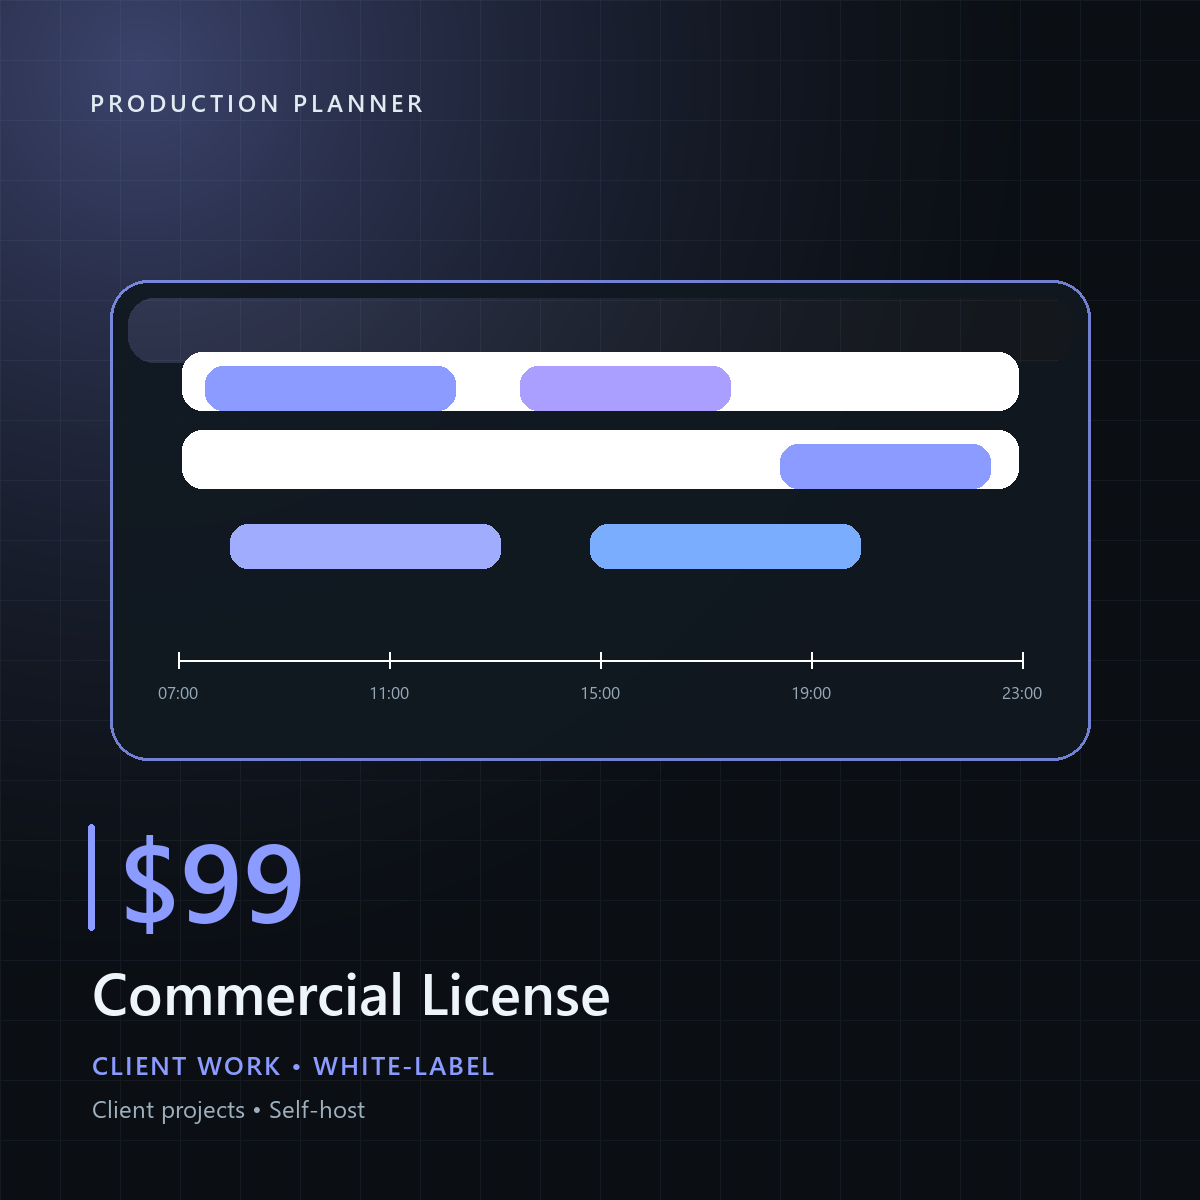 PRODUCTION PLANNER
07:00 11:00 15:00 19:00 23:00
$99
Commercial License
CLIENT WORK • WHITE-LABEL
Client projects • Self-host